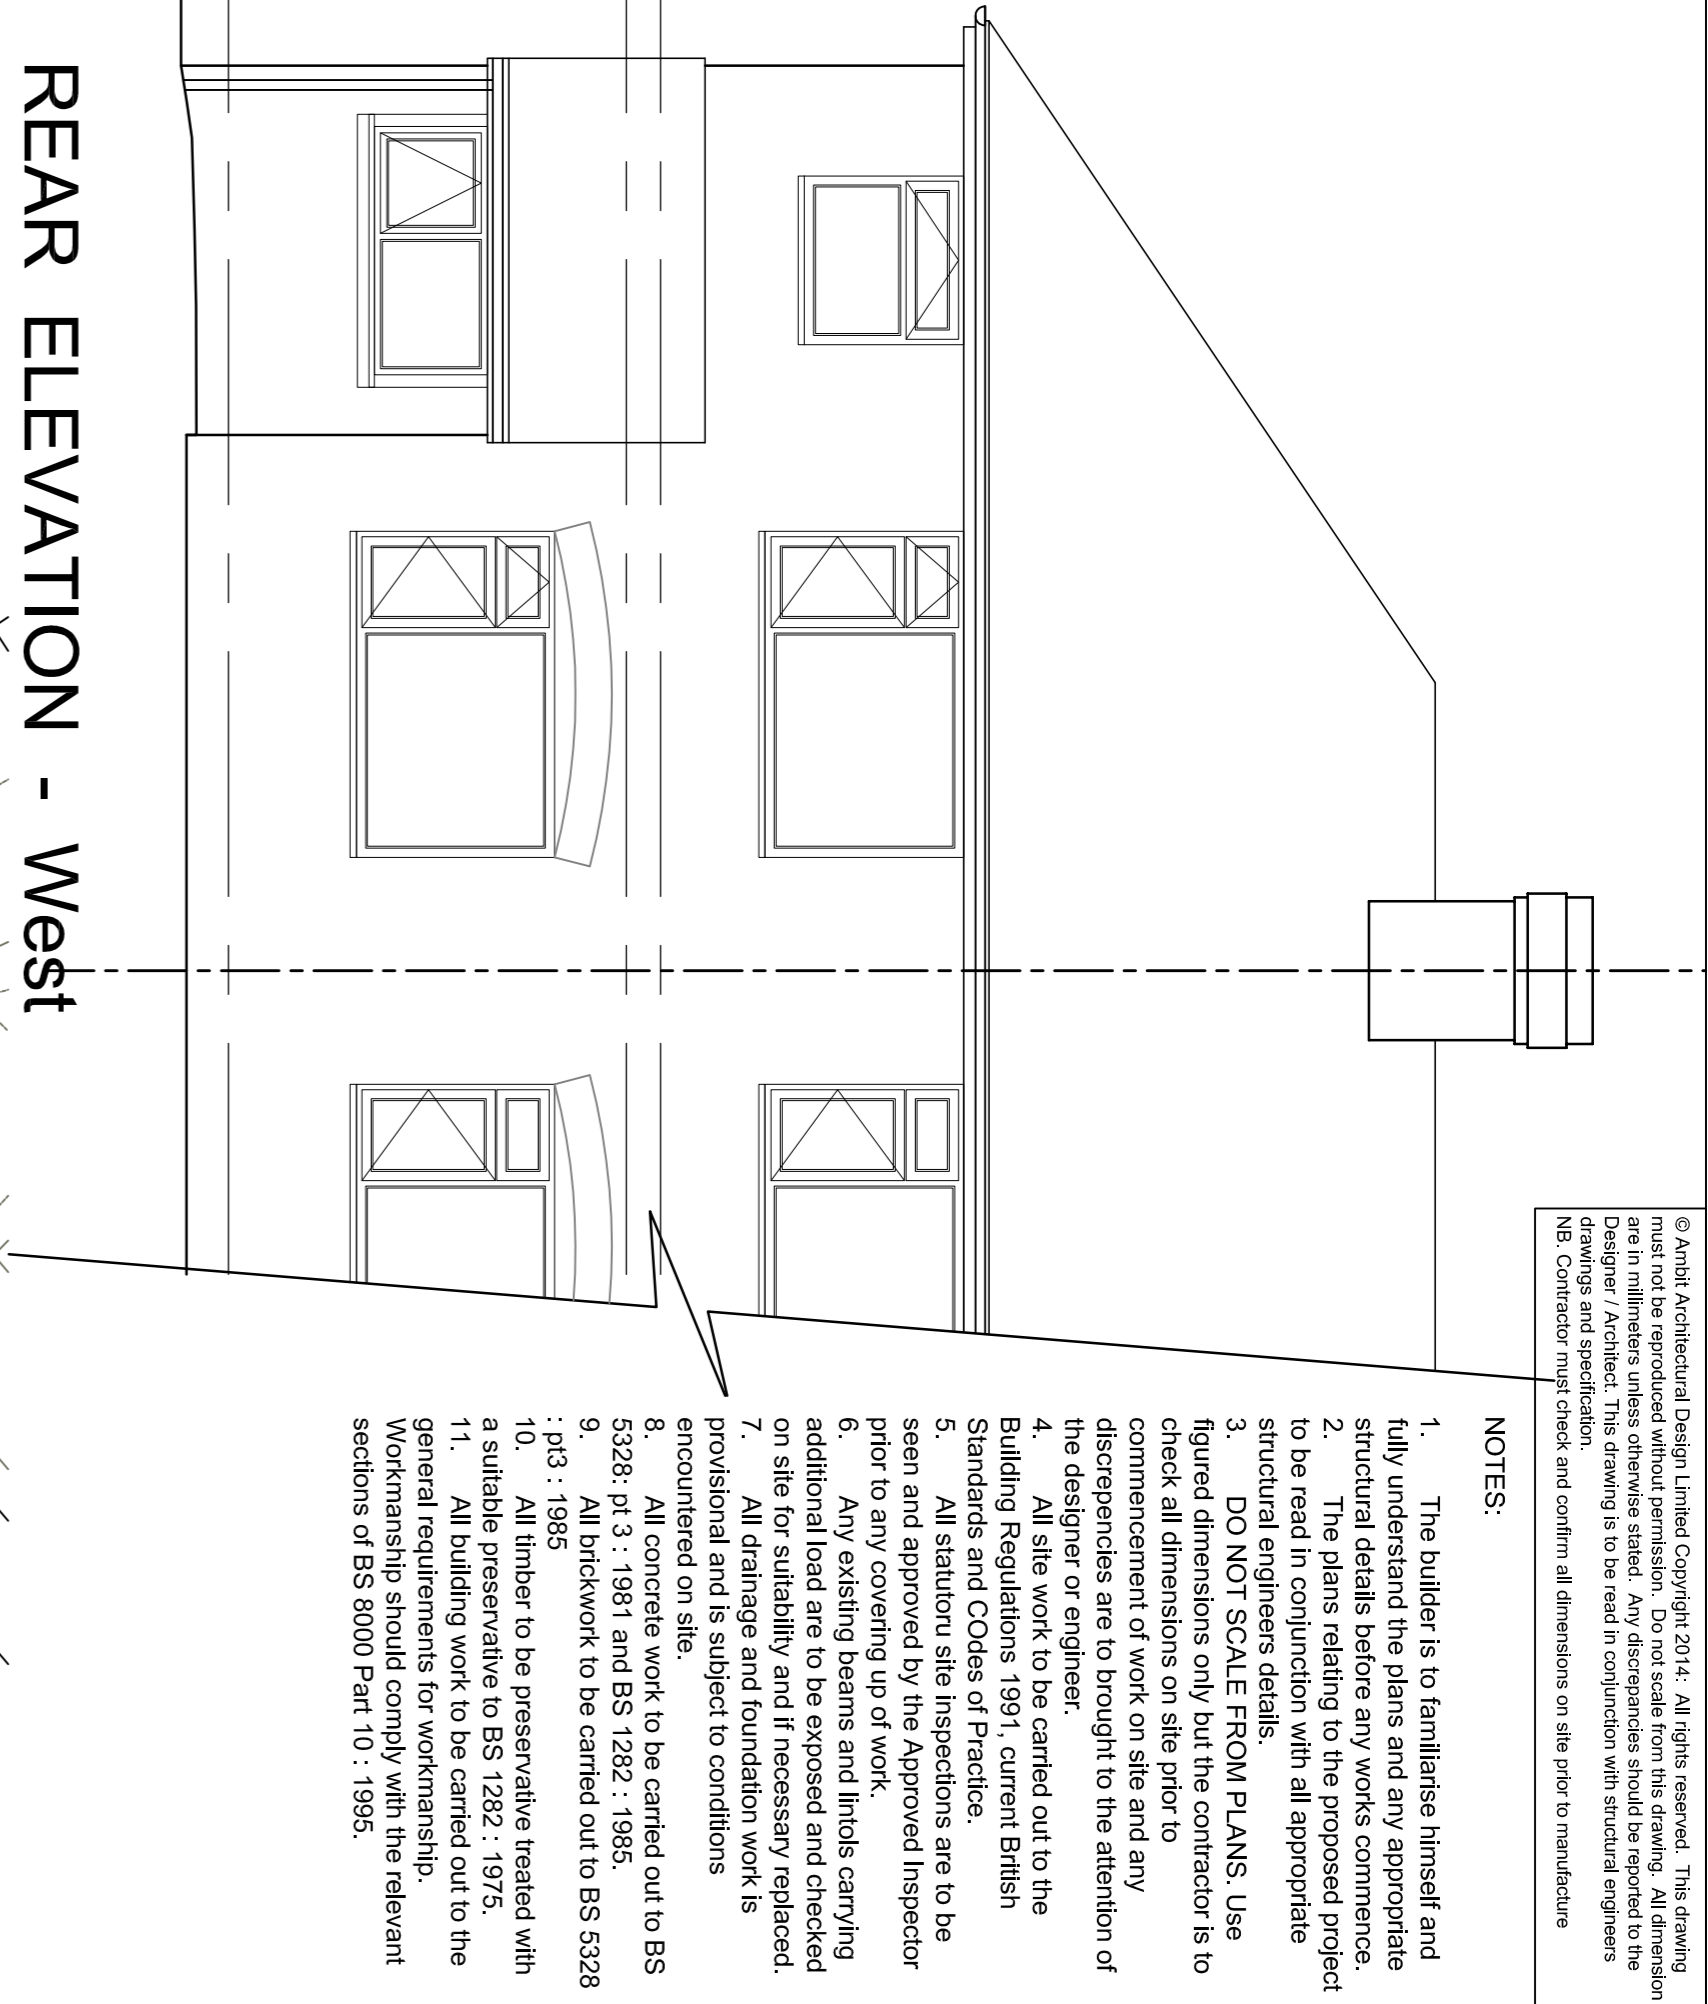 © Ambit Architectural Design Limited Copyright 2014: All rights reserved. This drawing
must not be reproduced without permission. Do not scale from this drawing. All dimension
are in millimeters unless otherwise stated. Any discrepancies should be reported to the
Designer / Architect. This drawing is to be read in conjunction with structural engineers
drawings and specification.
NB. Contractor must check and confirm all dimensions on site prior to manufacture
NOTES:
1. The builder is to familiarise himself and
fully understand the plans and any appropriate
structural details before any works commence.
2. The plans relating to the proposed project
to be read in conjunction with all appropriate
structural engineers details.
3. DO NOT SCALE FROM PLANS. Use
figured dimensions only but the contractor is to
check all dimensions on site prior to
commencement of work on site and any
discrepencies are to brought to the attention of
the designer or engineer.
4. All site work to be carried out to the
Building Regulations 1991, current British
Standards and COdes of Practice.
5. All statutoru site inspections are to be
seen and approved by the Approved Inspector
prior to any covering up of work.
6. Any existing beams and lintols carrying
additional load are to be exposed and checked
on site for suitability and if necessary replaced.
7. All drainage and foundation work is
provisional and is subject to conditions
encountered on site.
8. All concrete work to be carried out to BS
5328: pt 3 : 1981 and BS 1282 : 1985.
9. All brickwork to be carried out to BS 5328
: pt3 : 1985
10. All timber to be preservative treated with
a suitable preservative to BS 1282 : 1975.
11. All building work to be carried out to the
general requirements for workmanship.
Workmanship should comply with the relevant
sections of BS 8000 Part 10 : 1995.
REAR ELEVATION - West